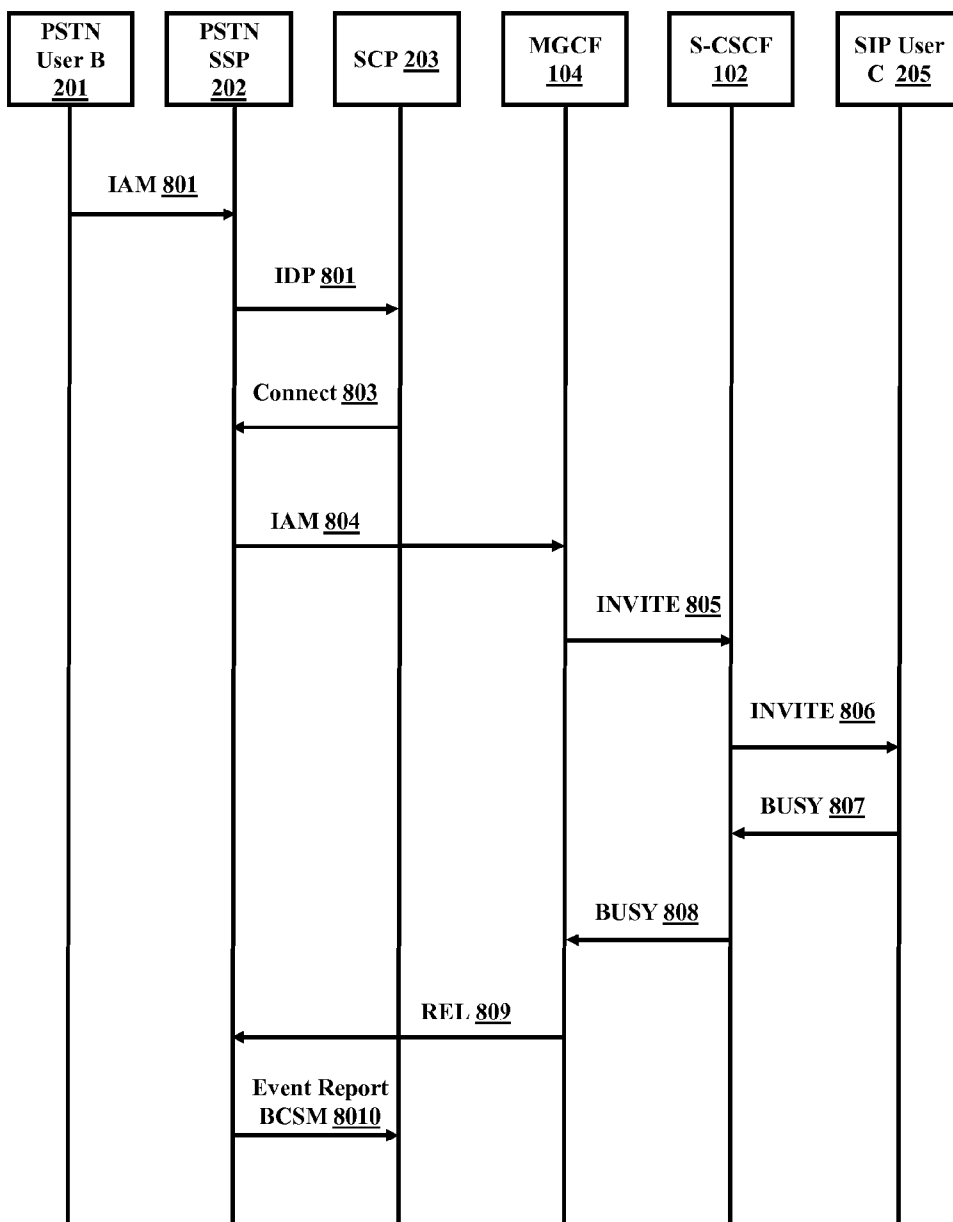 PSTN
User B
201
PSTN
SSP
202
SCP 203
MGCF
104
S-CSCF
102
SIP User
C 205
IAM 801
IDP 801
Connect 803
IAM 804
INVITE 805
INVITE 806
BUSY 807
BUSY 808
REL 809
Event Report
BCSM 8010